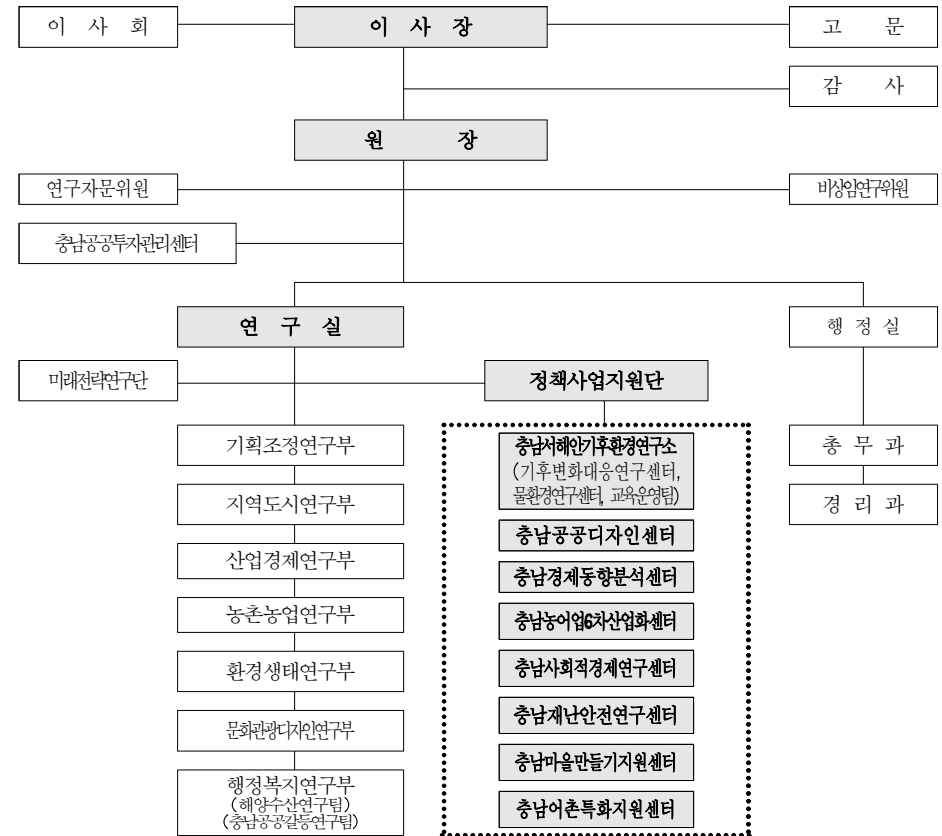 이 사 회
이 사 장
고 문
감 사
원 장
연구자문위원
비상임연구위원
충남공공투자관리센터
연 구 실
행 정 실
미래전략연구단
정책사업지원단
기획조정연구부
지역도시연구부
산업경제연구부
농촌농업연구부
환경생태연구부
문화관광디자인연구부
행정복지연구부
(해양수산연구팀)
(충남공공갈등연구팀)
충남서해안기후환경연구소
(기후변화대응연구센터,
물환경연구센터, 교육운영팀)
충남공공디자인센터
충남경제동향분석센터
충남농어업6차산업화센터
충남사회적경제연구센터
충남재난안전연구센터
충남마을만들기지원센터
충남어촌특화지원센터
총 무 과
경 리 과